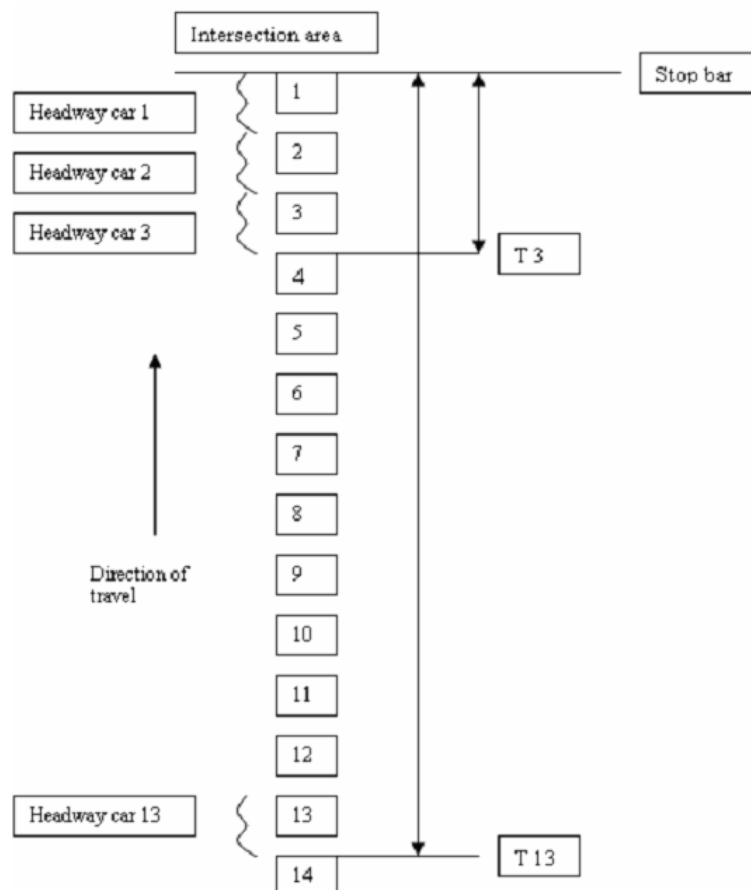 Intersection area
Stop bar
1
Headway car 1
2
Headway car 2
3
Headway car 3
T 3
4
5
6
7
8
Direction of
travel
9
10
11
12
Headway car 13
13
T 13
14